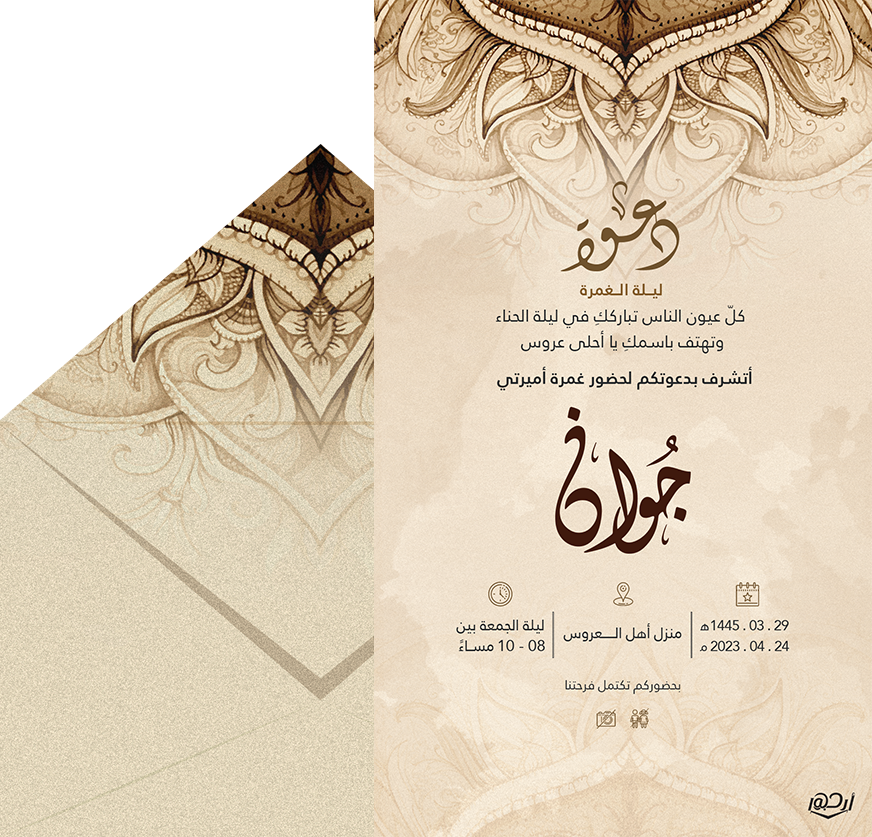 دعوة
ليلة الغمرة
كلّ عيون الناس تبارككِ في ليلة الحناء
وتهتف باسمكِ يا أحلى عروس
أتشرف بدعوتكم لحضور غمرة أميرتي
جُوان
29 . 03 . 1445 هـ
24 . 04 . 2023 م
منزل أهل العروس
ليلة الجمعة بين
08 - 10 مساءً
بحضوركم تكتمل فرحتنا